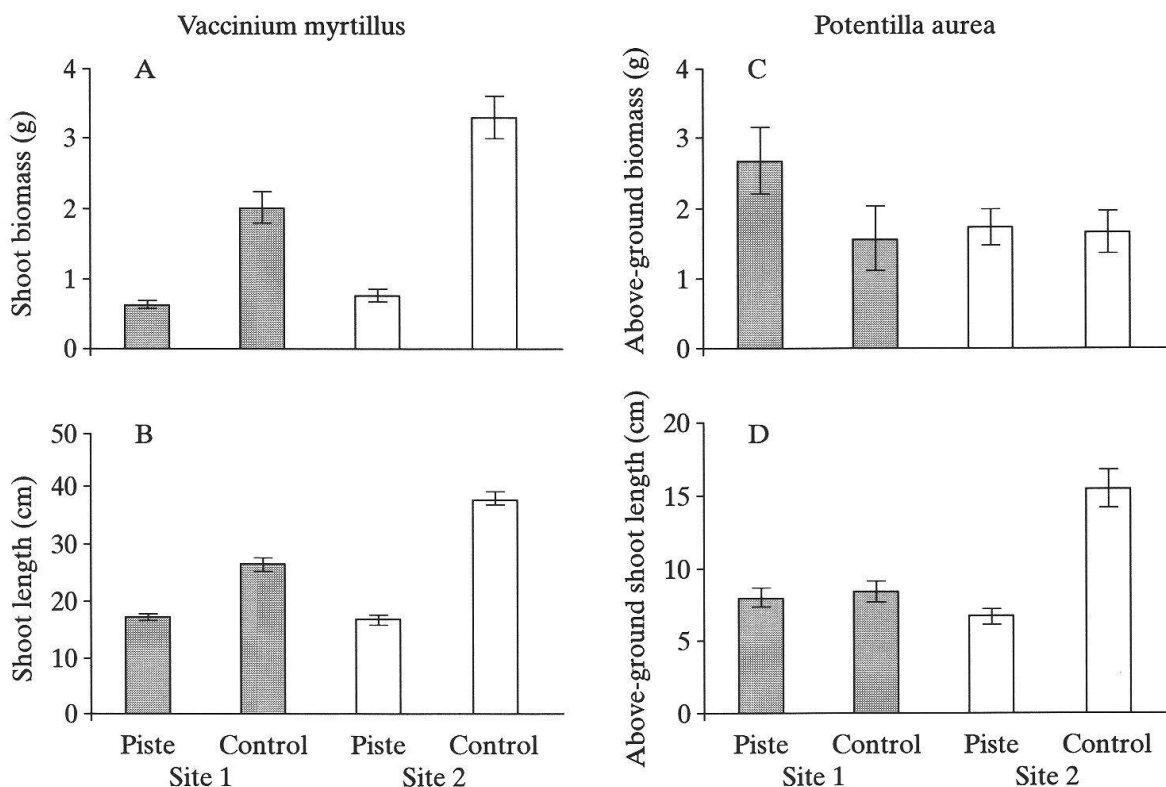 Vaccinium myrtillus
A
Shoot biomass (g)
4
3
2
1
0
B
Shoot length (cm)
50
40
30
20
10
0
Piste Control Piste Control
Site 1 Site 2
Potentilla aurea
C
Above-ground biomass (g)
4
3
2
1
0
D
Above-ground shoot length (cm)
20
15
10
5
0
Piste Control Piste Control
Site 1 Site 2